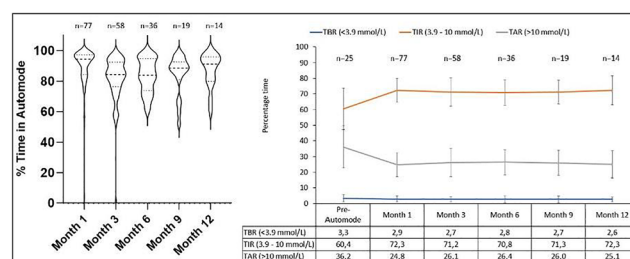 n=77 n=58 n=36 n=19 n=14
% Time in Automode
100
80
60
40
20
0
Month 1 Month 3 Month 6 Month 9 Month 12
TBR (<3.9 mmol/L) TIR (3.9 - 10 mmol/L) TAR (>10 mmol/L)
n=25 n=77 n=58 n=36 n=19 n=14
Percentage time
100
90
80
70
60
50
40
30
20
10
0
Pre-Automode Month 1 Month 3 Month 6 Month 9 Month 12
TBR (<3.9 mmol/L) 3,3 2,9 2,7 2,8 2,7 2,6
TIR (3.9 - 10 mmol/L) 60,4 72,3 71,2 70,8 71,3 72,3
TAR (>10 mmol/L) 36,2 24,8 26,1 26,4 26,0 25,1